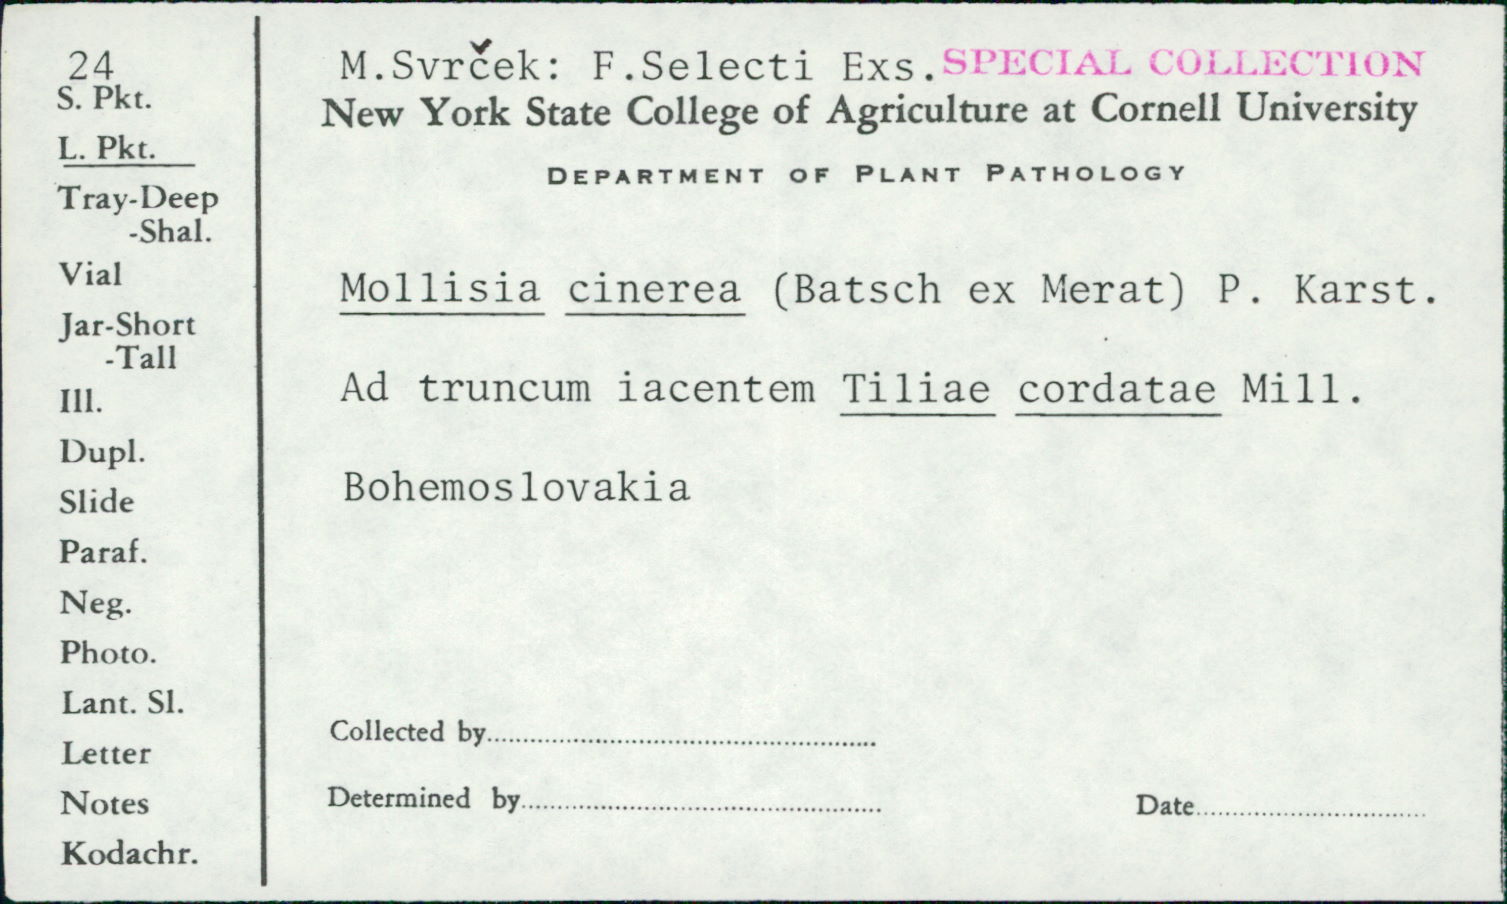 24
S. Pkt.
L. Pkt.
Tray-Deep
-Shal.
Vial
Jar-Short
-Tall
Ill.
Dupl.
Slide
Paraf.
Neg.
Photo.
Lant. Sl.
Letter
Notes
Kodachr.
M.Svrček: F.Selecti Exs. SPECIAL COLLECTION
New York State College of Agriculture at Cornell University
DEPARTMENT OF PLANT PATHOLOGY
Mollisia cinerea (Batsch ex Merat) P. Karst.
Ad truncum iacentem Tiliae cordatae Mill.
Bohemoslovakia
Collected by
Determined by
Date